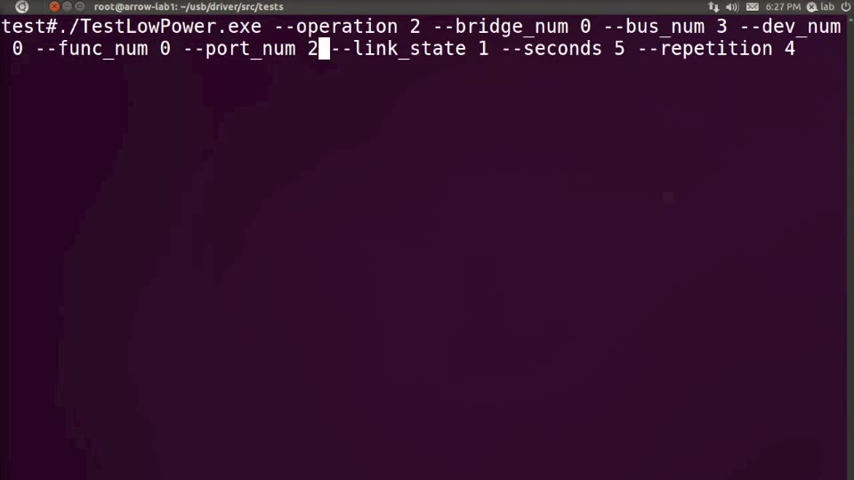 root@arrow-lab1: ~/usb/driver/src/tests
6:27 PM
lab
test#./TestLowPower.exe --operation 2 --bridge_num 0 --bus_num 3 --dev_num
0 --func_num 0 --port_num 2 --link_state 1 --seconds 5 --repetition 4